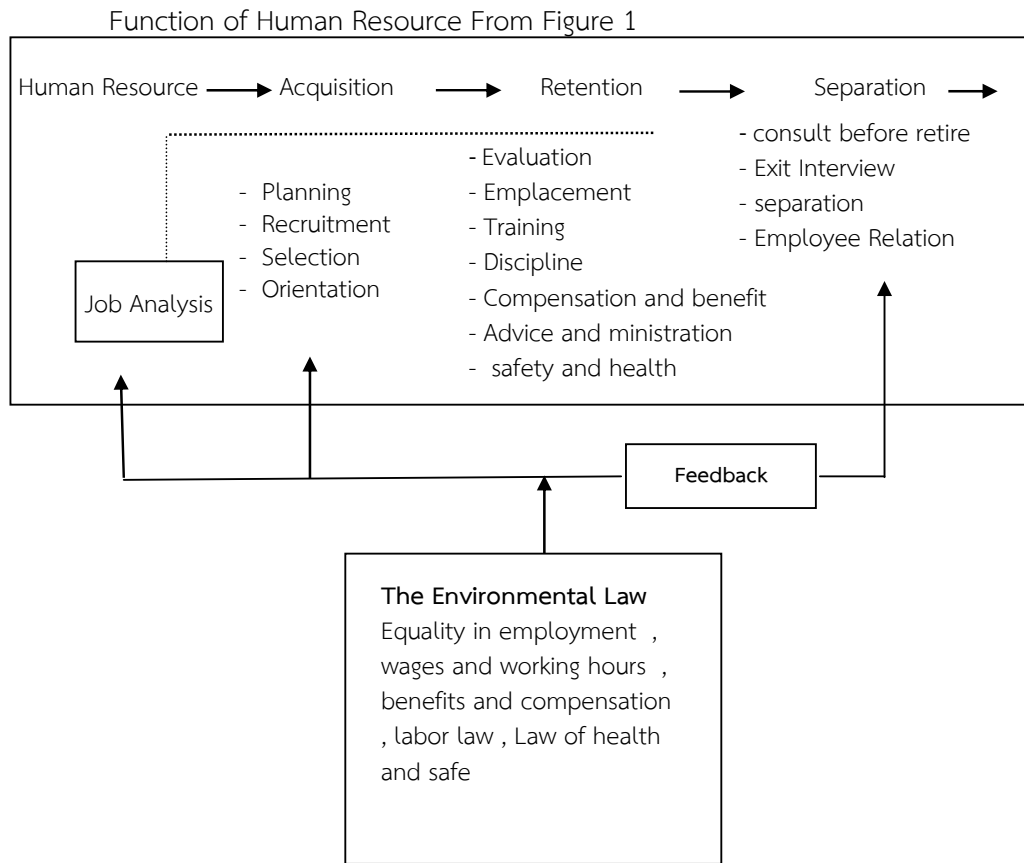 Function of Human Resource From Figure 1
Human Resource
Acquisition
Retention
Separation
Job Analysis
- Planning
- Recruitment
- Selection
- Orientation
- Evaluation
- Emplacement
- Training
- Discipline
- Compensation and benefit
- Advice and ministration
- safety and health
- consult before retire
- Exit Interview
- separation
- Employee Relation
Feedback
The Environmental Law
Equality in employment ,
wages and working hours ,
benefits and compensation
, labor law , Law of health
and safe